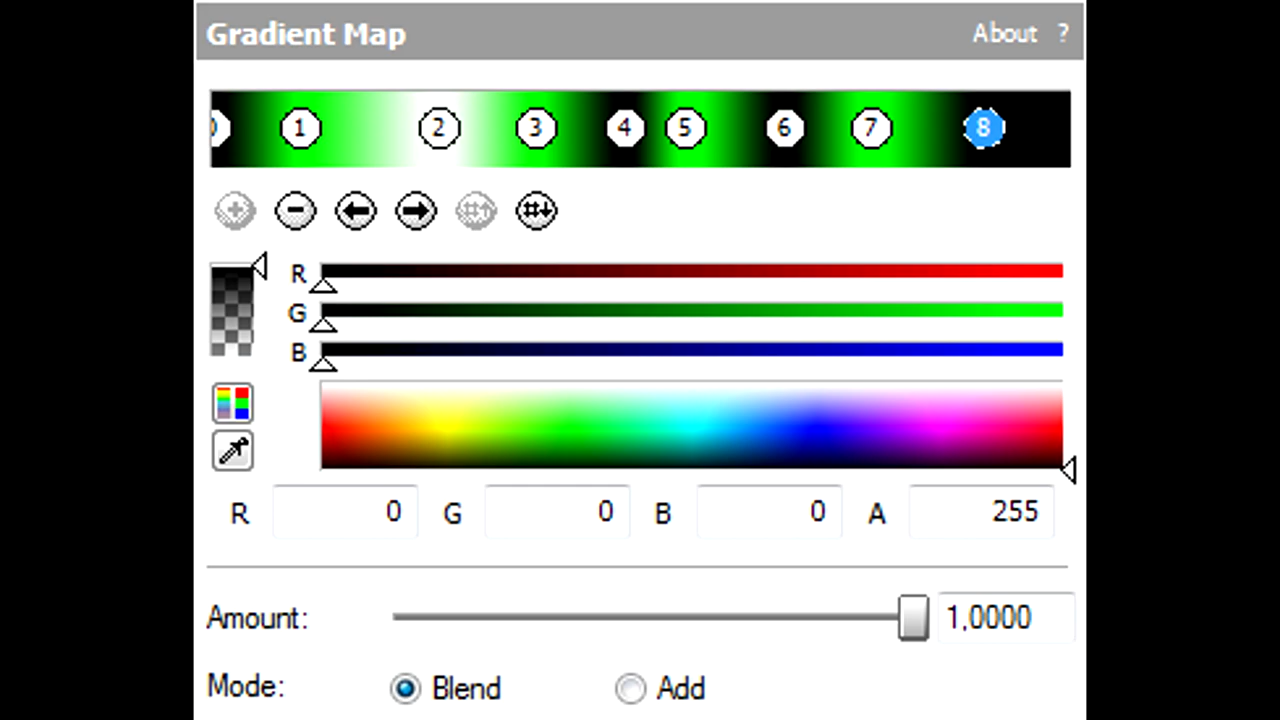 Gradient Map About ?
0 1 2 3 4 5 6 7 8
R
G
B
R 0 G 0 B 0 A 255
Amount: 1,0000
Mode: Blend Add